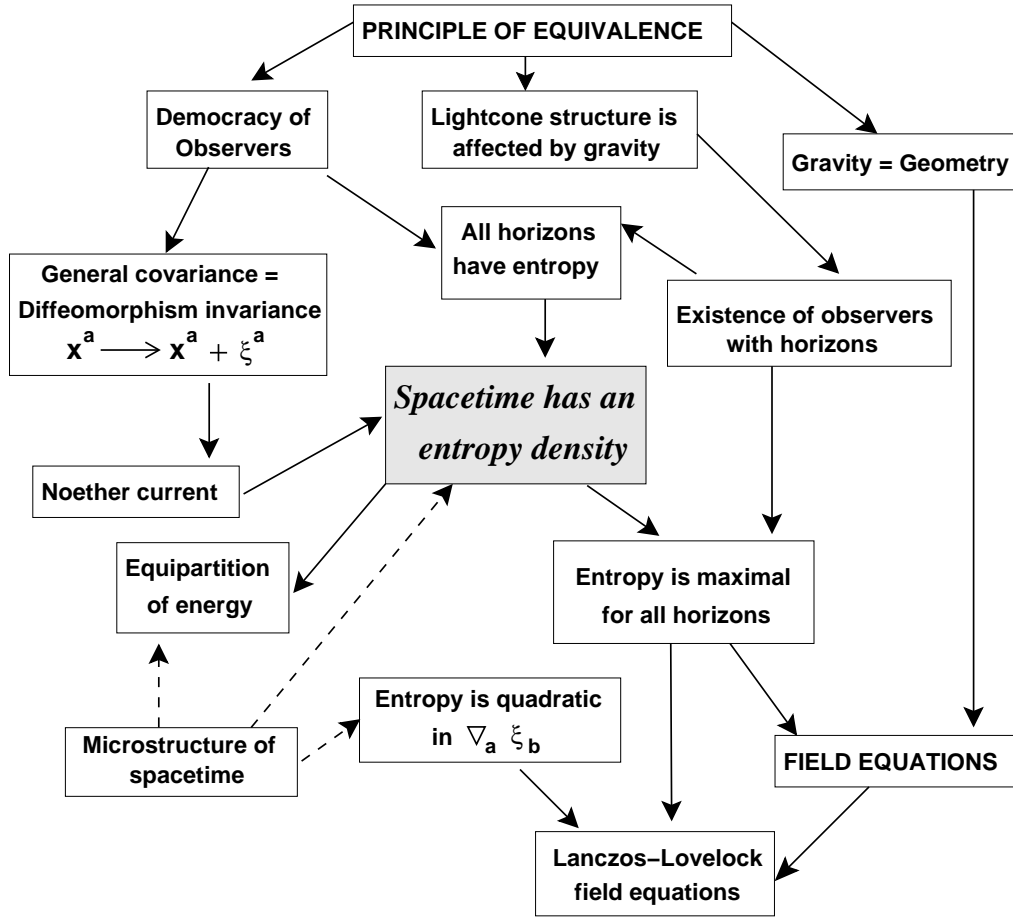 PRINCIPLE OF EQUIVALENCE
Democracy of
Observers
Lightcone structure is
affected by gravity
Gravity = Geometry
All horizons
have entropy
General covariance =
Diffeomorphism invariance
x^a ⟶ x^a + ξ^a
Existence of observers
with horizons
Spacetime has an
entropy density
Noether current
Equipartition
of energy
Entropy is maximal
for all horizons
Entropy is quadratic
in ∇_a ξ_b
Microstructure of
spacetime
FIELD EQUATIONS
Lanczos−Lovelock
field equations